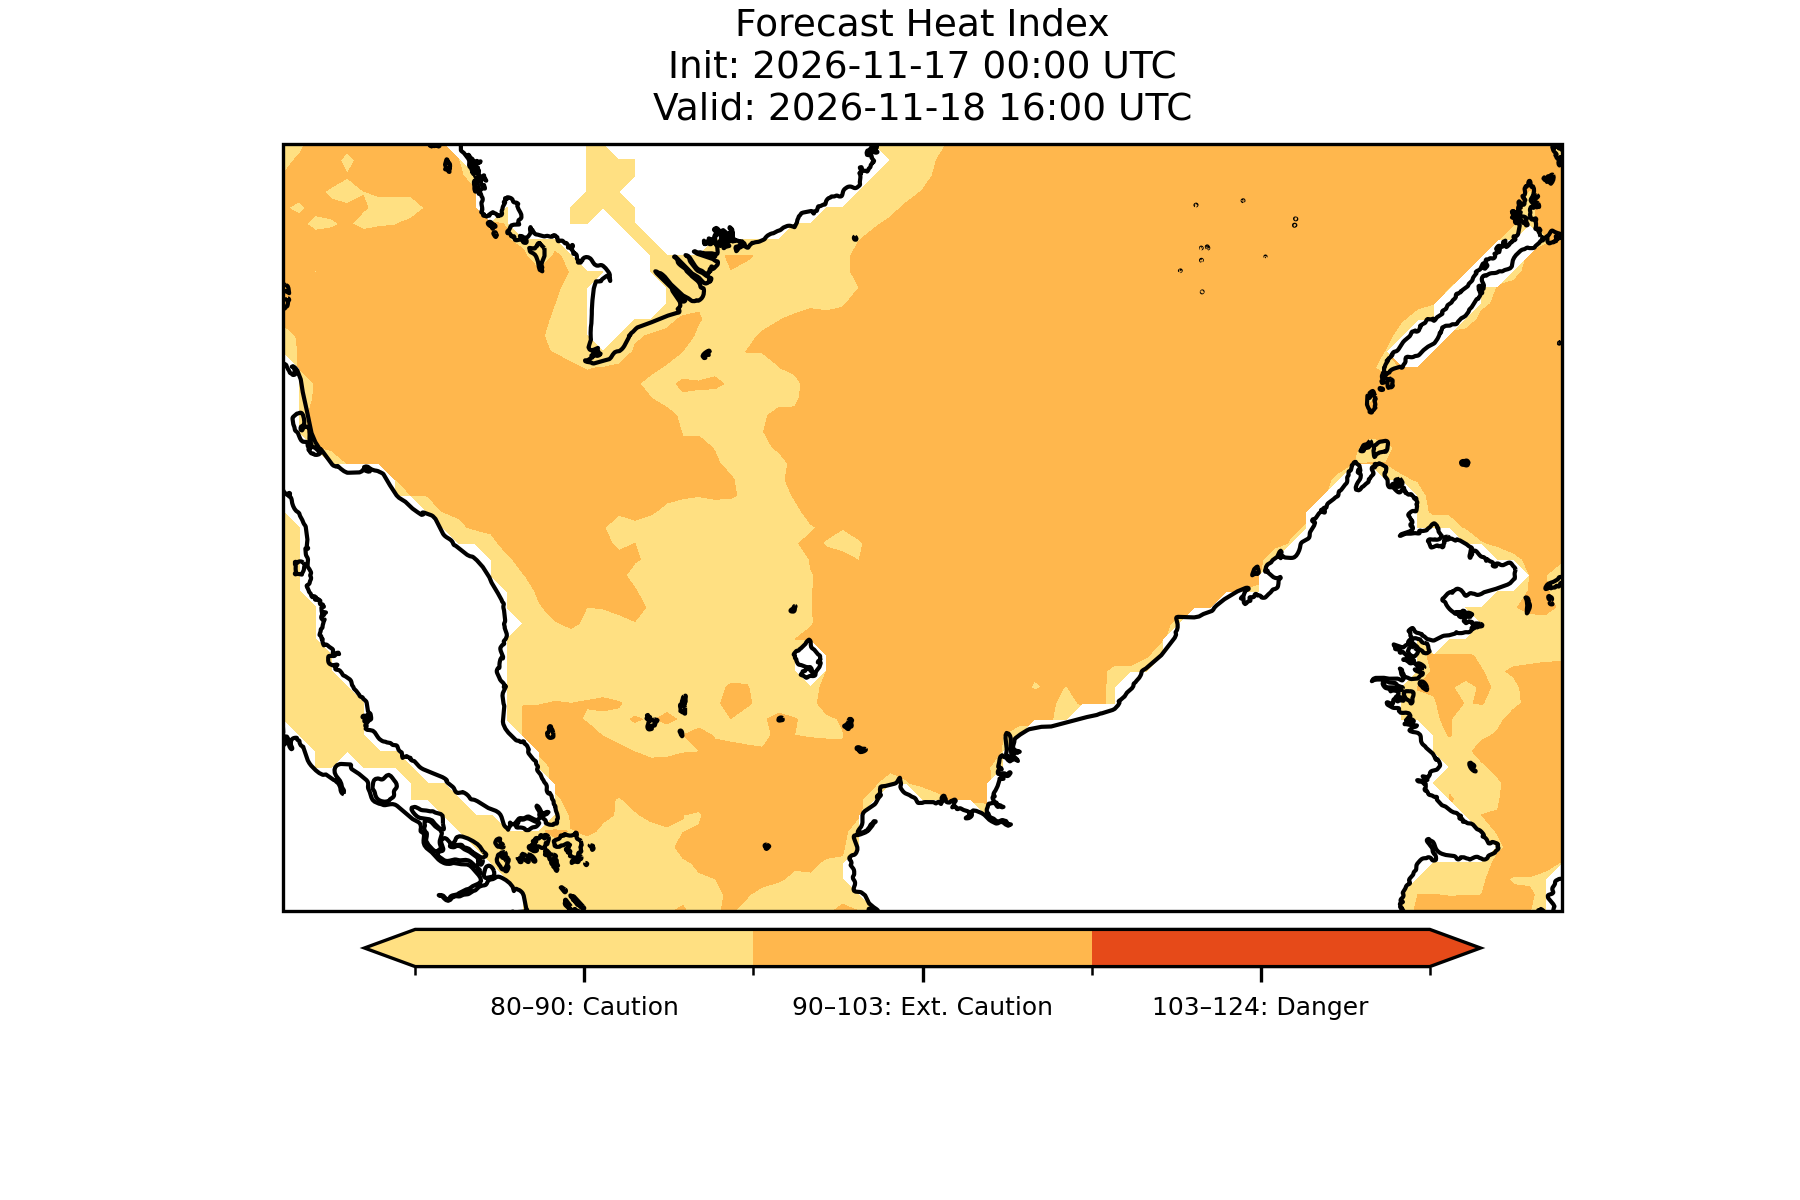 Forecast Heat Index
Init: 2026-11-17 00:00 UTC
Valid: 2026-11-18 16:00 UTC
80–90: Caution
90–103: Ext. Caution
103–124: Danger